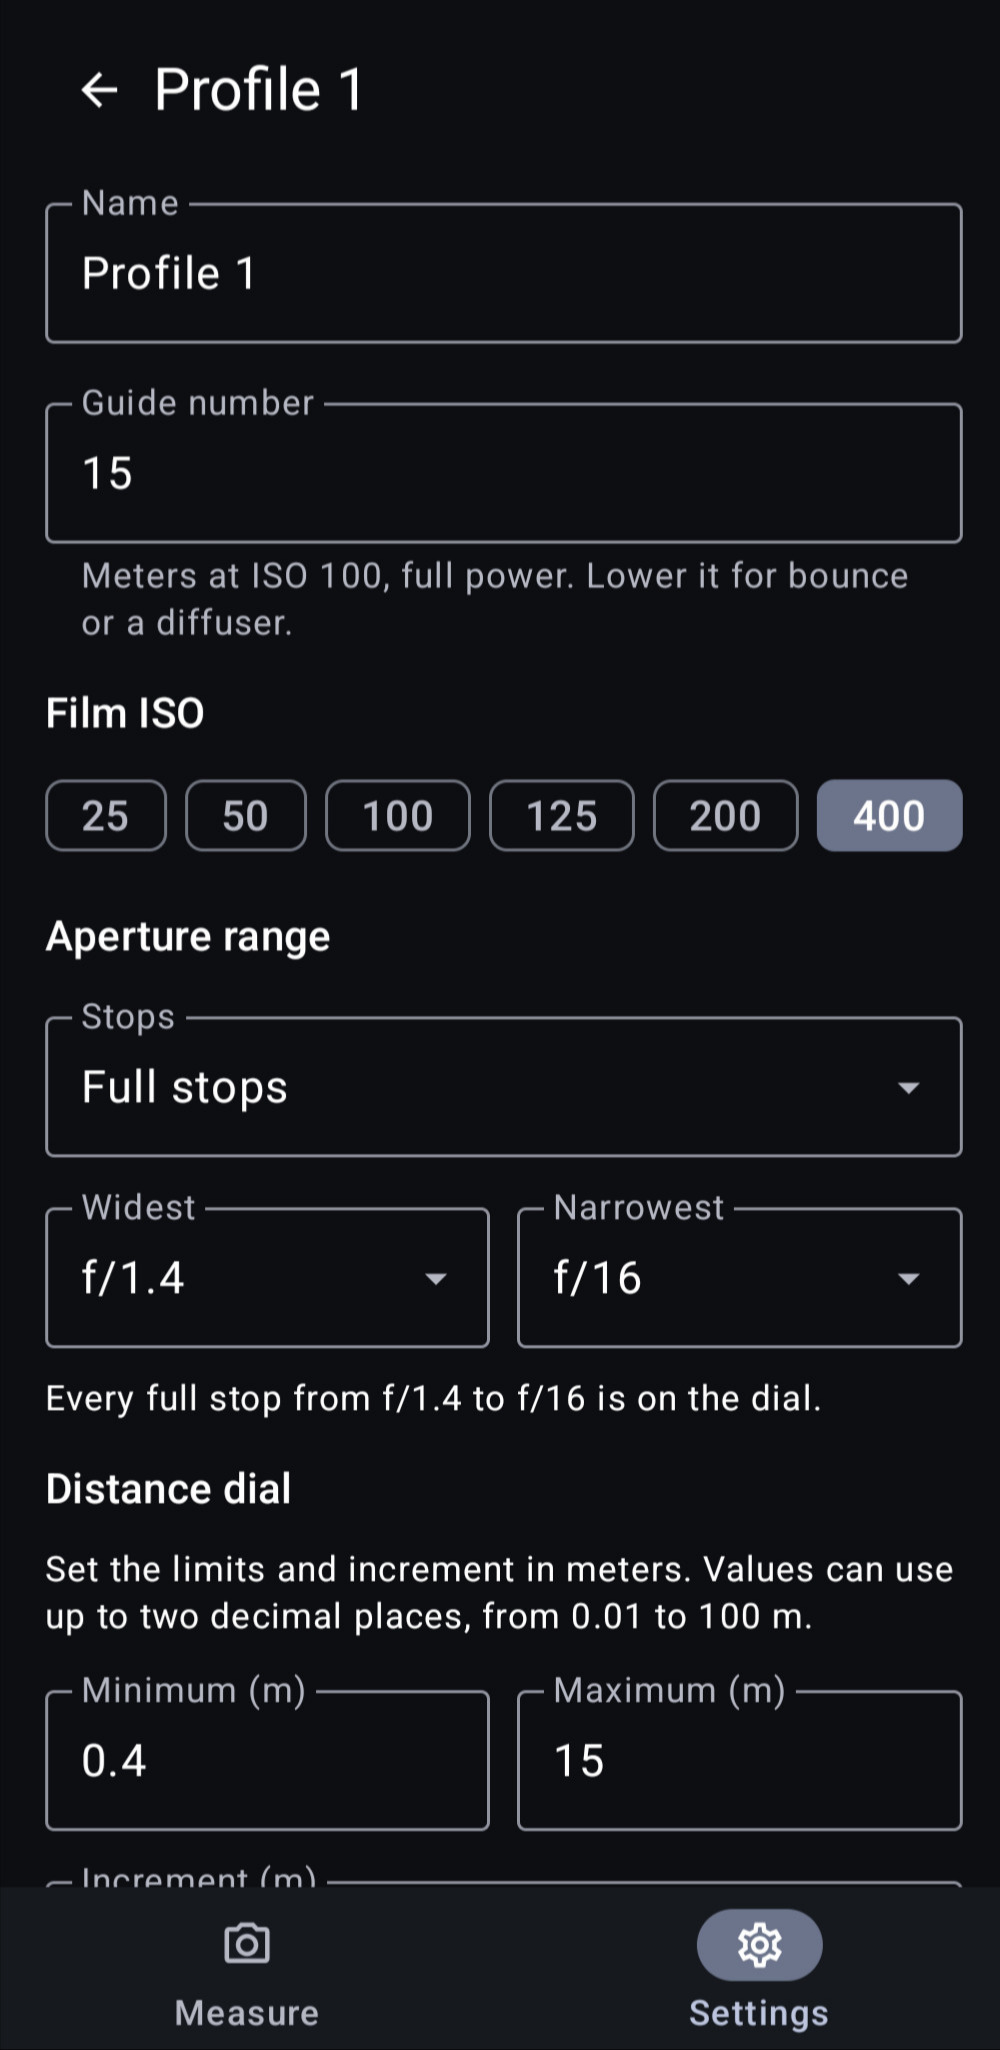 Profile 1
Name
Profile 1
Guide number
15
Meters at ISO 100, full power. Lower it for bounce
or a diffuser.
Film ISO
25 50 100 125 200 400
Aperture range
Stops
Full stops
Widest Narrowest
f/1.4 f/16
Every full stop from f/1.4 to f/16 is on the dial.
Distance dial
Set the limits and increment in meters. Values can use
up to two decimal places, from 0.01 to 100 m.
Minimum (m) Maximum (m)
0.4 15
Increment (m)
Measure Settings